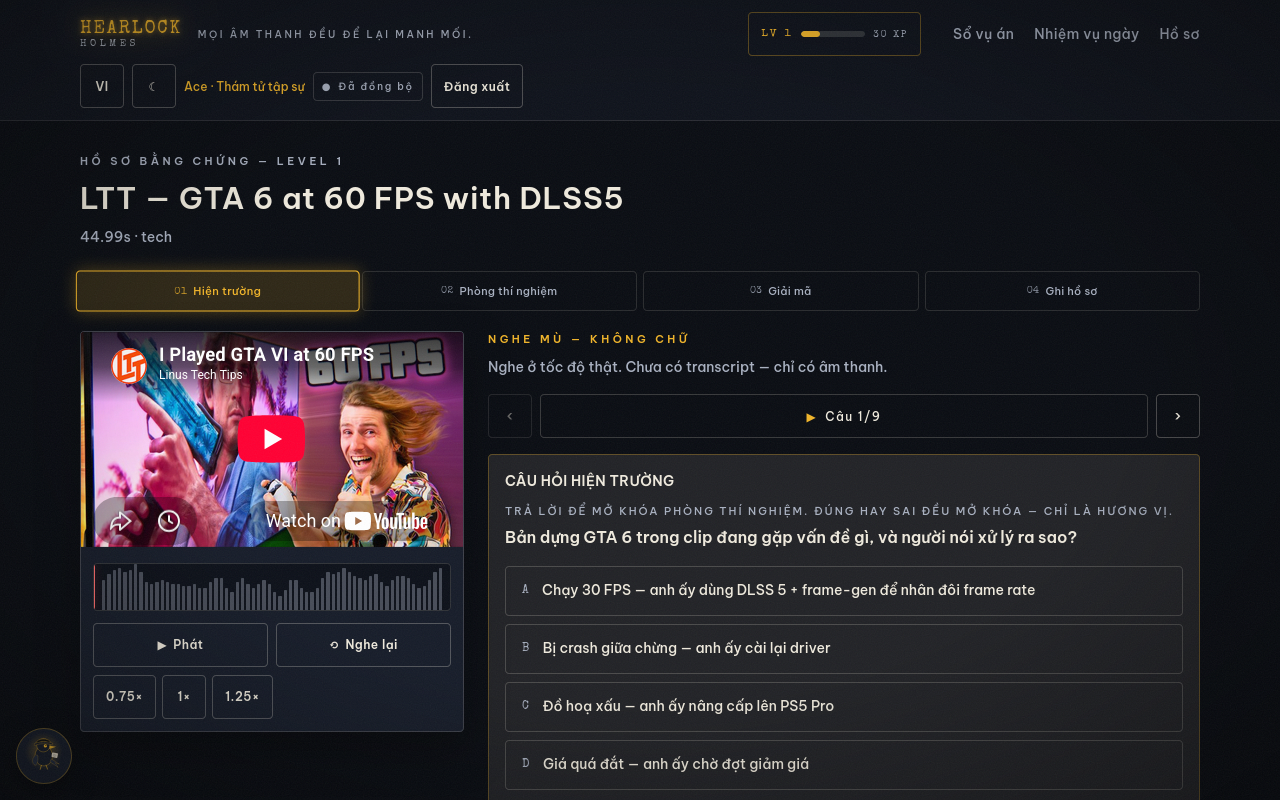 HEARLOCK
HOLMES
MỌI ÂM THANH ĐỀU ĐỂ LẠI MANH MỐI.
LV 1
30 XP
Sổ vụ án
Nhiệm vụ ngày
Hồ sơ
VI
Ace · Thám tử tập sự
Đã đồng bộ
Đăng xuất
HỒ SƠ BẰNG CHỨNG — LEVEL 1
LTT — GTA 6 at 60 FPS with DLSS5
44.99s · tech
01 Hiện trường
02 Phòng thí nghiệm
03 Giải mã
04 Ghi hồ sơ
I Played GTA VI at 60 FPS
Linus Tech Tips
60 FPS
Watch on YouTube
▶ Phát
⟲ Nghe lại
0.75×
1×
1.25×
NGHE MÙ — KHÔNG CHỮ
Nghe ở tốc độ thật. Chưa có transcript — chỉ có âm thanh.
‹
▶ Câu 1/9
›
CÂU HỎI HIỆN TRƯỜNG
TRẢ LỜI ĐỂ MỞ KHÓA PHÒNG THÍ NGHIỆM. ĐÚNG HAY SAI ĐỀU MỞ KHÓA — CHỈ LÀ HƯƠNG VỊ.
Bản dựng GTA 6 trong clip đang gặp vấn đề gì, và người nói xử lý ra sao?
A Chạy 30 FPS — anh ấy dùng DLSS 5 + frame-gen để nhân đôi frame rate
B Bị crash giữa chừng — anh ấy cài lại driver
C Đồ hoạ xấu — anh ấy nâng cấp lên PS5 Pro
D Giá quá đắt — anh ấy chờ đợt giảm giá